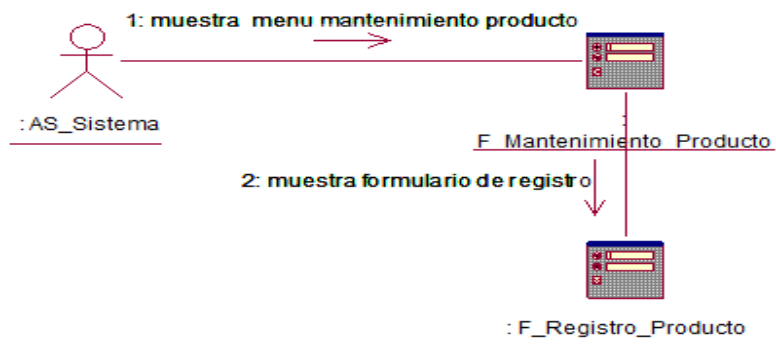 1: muestra menu mantenimiento producto
: AS_Sistema
:
F_Mantenimiento_Producto
2: muestra formulario de registro
: F_Registro_Producto